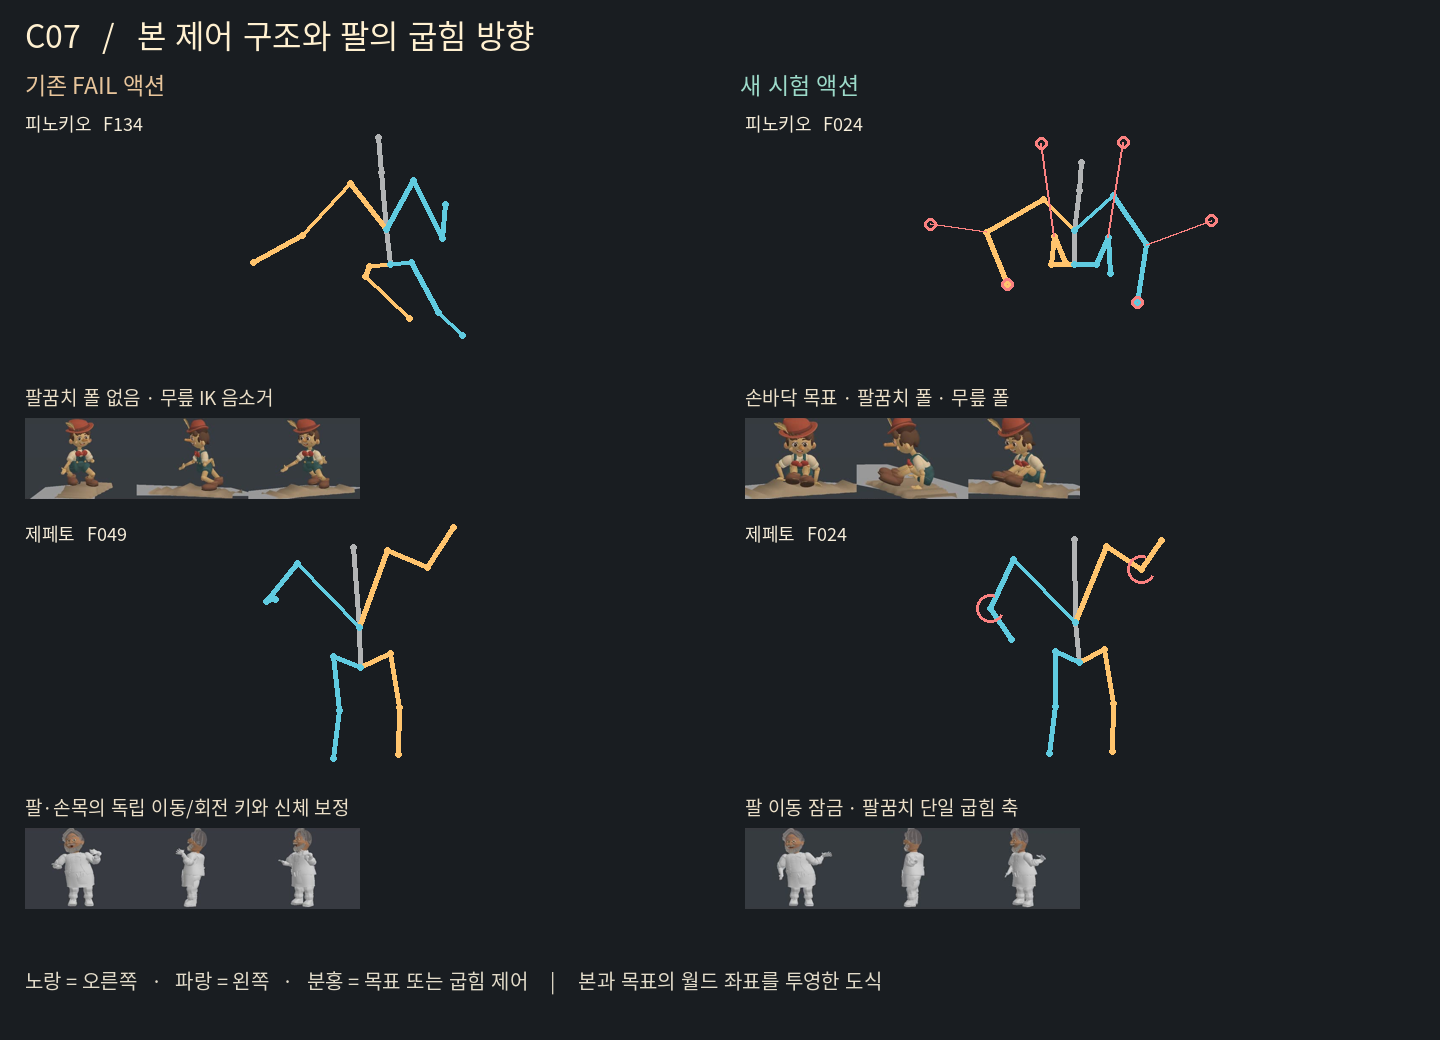 C07 / 본 제어 구조와 팔의 굽힘 방향
기존 FAIL 액션
새 시험 액션
피노키오 F134
피노키오 F024
팔꿈치 폴 없음 · 무릎 IK 음소거
손바닥 목표 · 팔꿈치 폴 · 무릎 폴
제페토 F049
제페토 F024
팔·손목의 독립 이동/회전 키와 신체 보정
팔 이동 잠금 · 팔꿈치 단일 굽힘 축
노랑 = 오른쪽 · 파랑 = 왼쪽 · 분홍 = 목표 또는 굽힘 제어 | 본과 목표의 월드 좌표를 투영한 도식